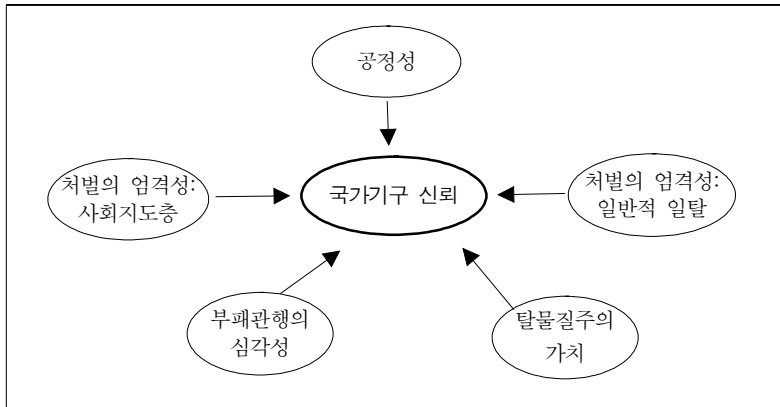 공정성
처벌의 엄격성:
사회지도층
국가기구 신뢰
처벌의 엄격성:
일반적 일탈
부패관행의
심각성
탈물질주의
가치